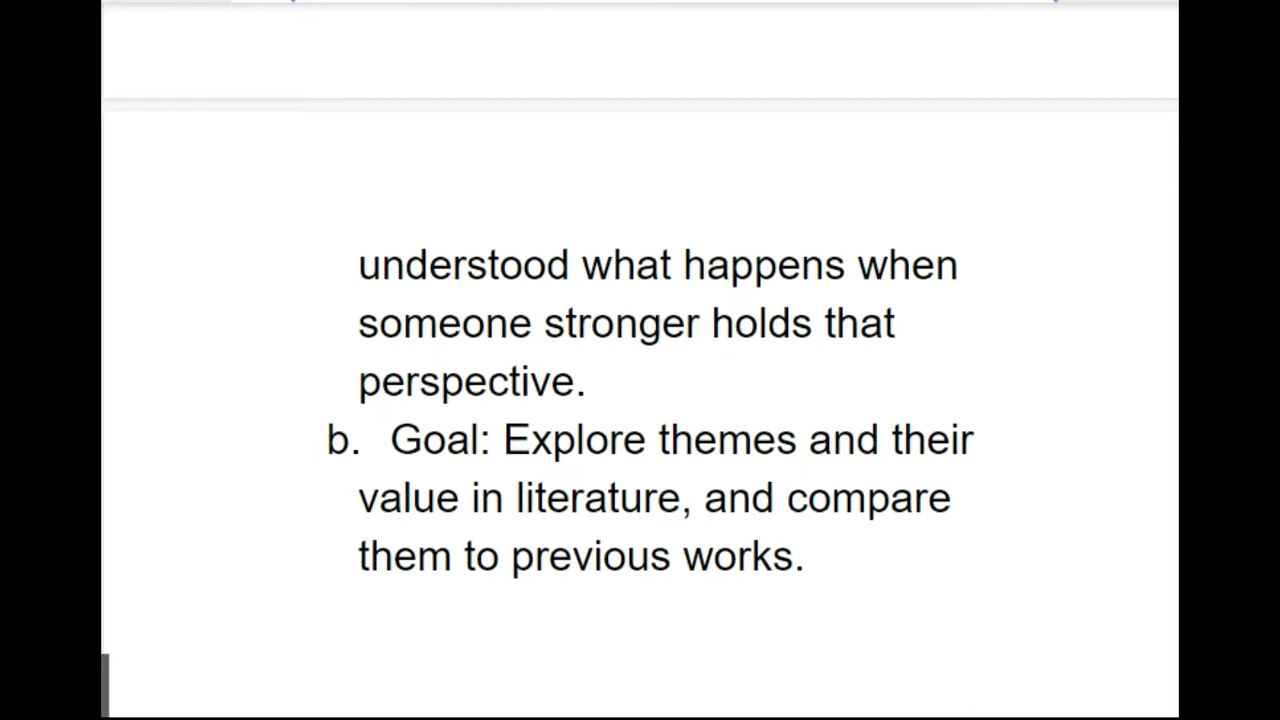 understood what happens when
someone stronger holds that
perspective.
b. Goal: Explore themes and their
value in literature, and compare
them to previous works.